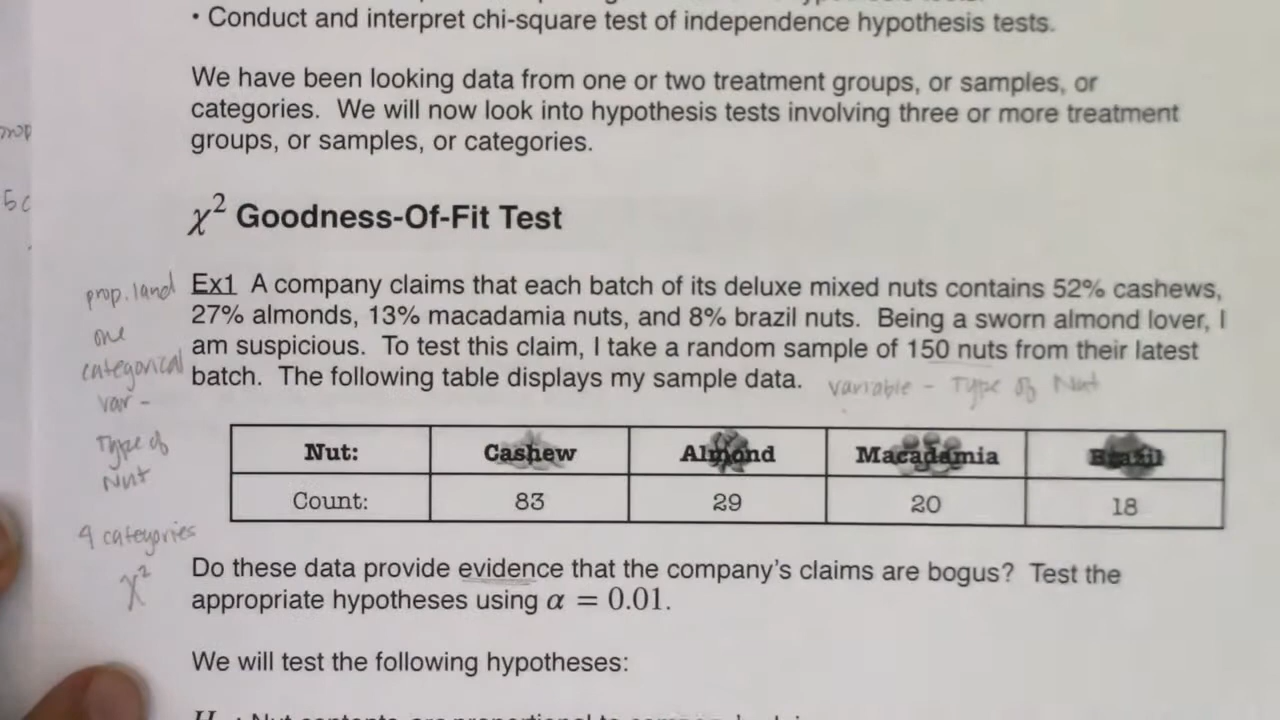 • Conduct and interpret chi-square test of independence hypothesis tests.
We have been looking data from one or two treatment groups, or samples, or
categories. We will now look into hypothesis tests involving three or more treatment
groups, or samples, or categories.
χ² Goodness-Of-Fit Test
prop. land
one
categorical
var -
Type of
Nut
4 categories
χ²
Ex1 A company claims that each batch of its deluxe mixed nuts contains 52% cashews,
27% almonds, 13% macadamia nuts, and 8% brazil nuts. Being a sworn almond lover, I
am suspicious. To test this claim, I take a random sample of 150 nuts from their latest
batch. The following table displays my sample data. variable - Type of Nut
Nut: Cashew Almond Macadamia Brazil
Count: 83 29 20 18
Do these data provide evidence that the company's claims are bogus? Test the
appropriate hypotheses using α = 0.01.
We will test the following hypotheses: